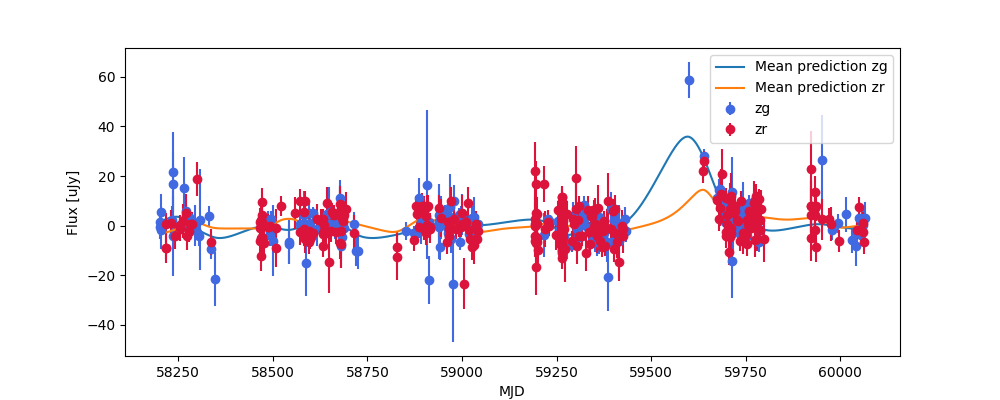 Mean prediction zg
Mean prediction zr
zg
zr
60
40
20
0
−20
−40
Flux [uJy]
58250
58500
58750
59000
59250
59500
59750
60000
MJD